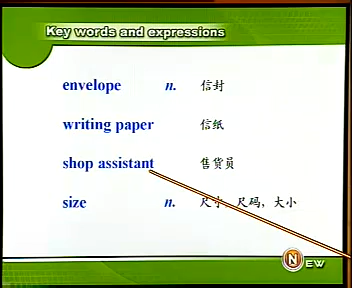 Key words and expressions
envelope n. 信封
writing paper 信纸
shop assistant 售货员
size n. 尺寸，尺码，大小
NEW